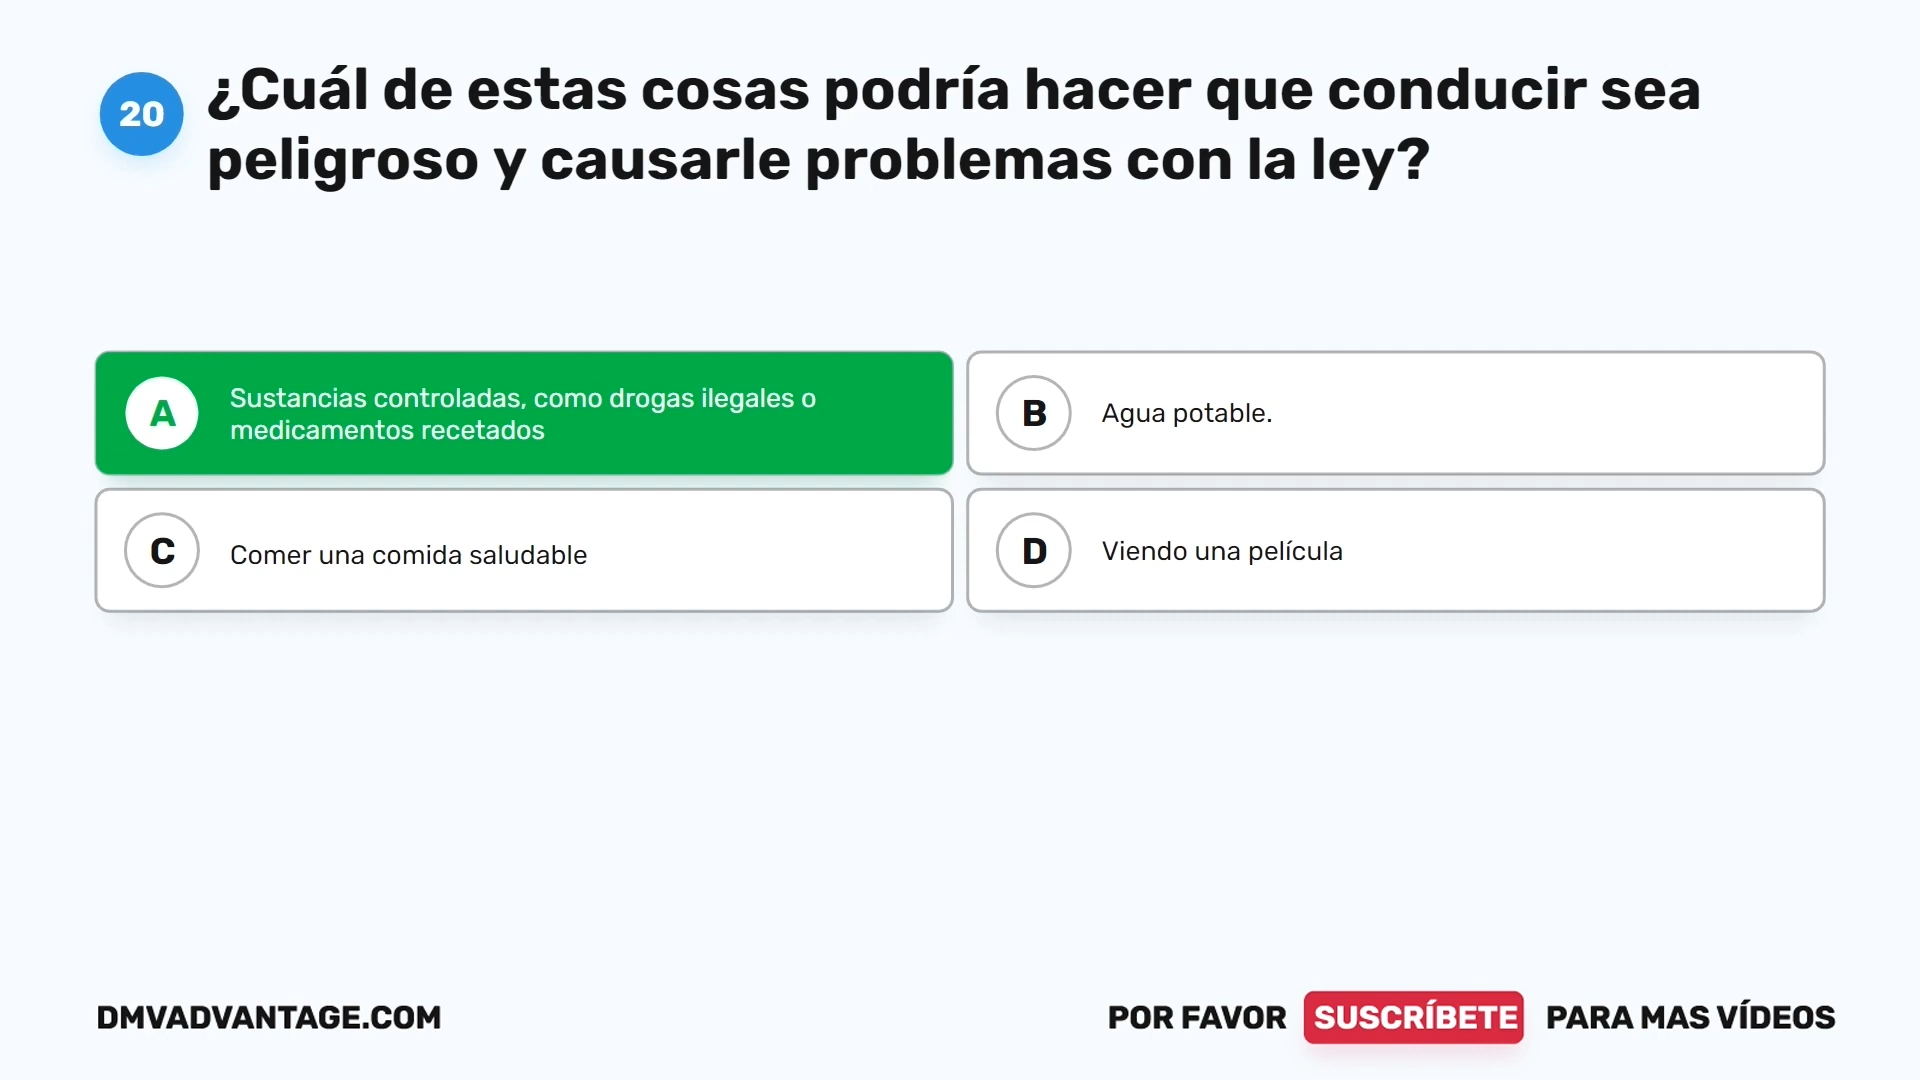 20
¿Cuál de estas cosas podría hacer que conducir sea
peligroso y causarle problemas con la ley?
A
Sustancias controladas, como drogas ilegales o
medicamentos recetados
B
Agua potable.
C
Comer una comida saludable
D
Viendo una película
DMVADVANTAGE.COM
POR FAVOR SUSCRÍBETE PARA MAS VÍDEOS